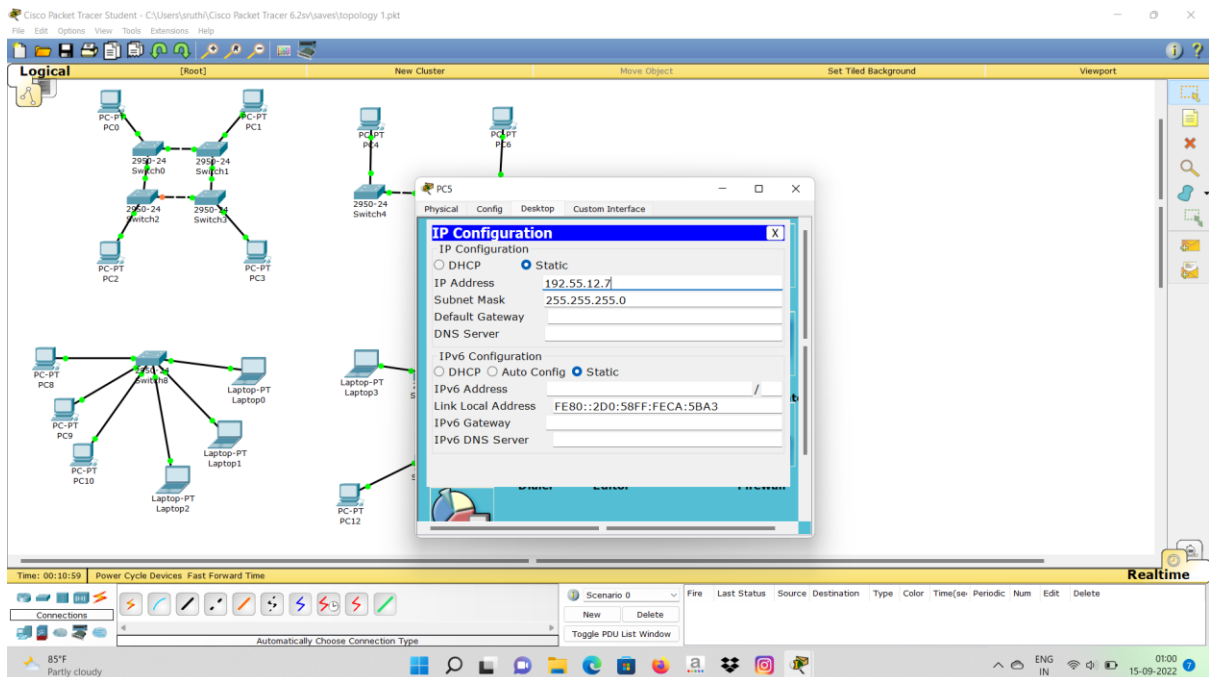 Cisco Packet Tracer Student - C:\Users\sruthi\Cisco Packet Tracer 6.2sv\saves\topology 1.pkt
File Edit Options View Tools Extensions Help
Logical [Root] New Cluster Move Object Set Tiled Background Viewport
PC-PT
PC0
PC-PT
PC1
2950-24
Switch0
2950-24
Switch1
2950-24
Switch2
2950-24
Switch3
PC-PT
PC2
PC-PT
PC3
PC-PT
PC4
PC-PT
PC6
2950-24
Switch4
PC-PT
PC8
2950-24
Switch8
Laptop-PT
Laptop0
PC-PT
PC9
Laptop-PT
Laptop1
PC-PT
PC10
Laptop-PT
Laptop2
Laptop-PT
Laptop3
PC-PT
PC12
PC5
Physical Config Desktop Custom Interface
IP Configuration X
IP Configuration
DHCP Static
IP Address 192.55.12.7
Subnet Mask 255.255.255.0
Default Gateway
DNS Server
IPv6 Configuration
DHCP Auto Config Static
IPv6 Address /
Link Local Address FE80::2D0:58FF:FECA:5BA3
IPv6 Gateway
IPv6 DNS Server
Time: 00:10:59 Power Cycle Devices Fast Forward Time Realtime
Connections
Automatically Choose Connection Type
Scenario 0
New Delete
Toggle PDU List Window
Fire Last Status Source Destination Type Color Time(se Periodic Num Edit Delete
85°F
Partly cloudy
ENG
IN
01:00
15-09-2022
7